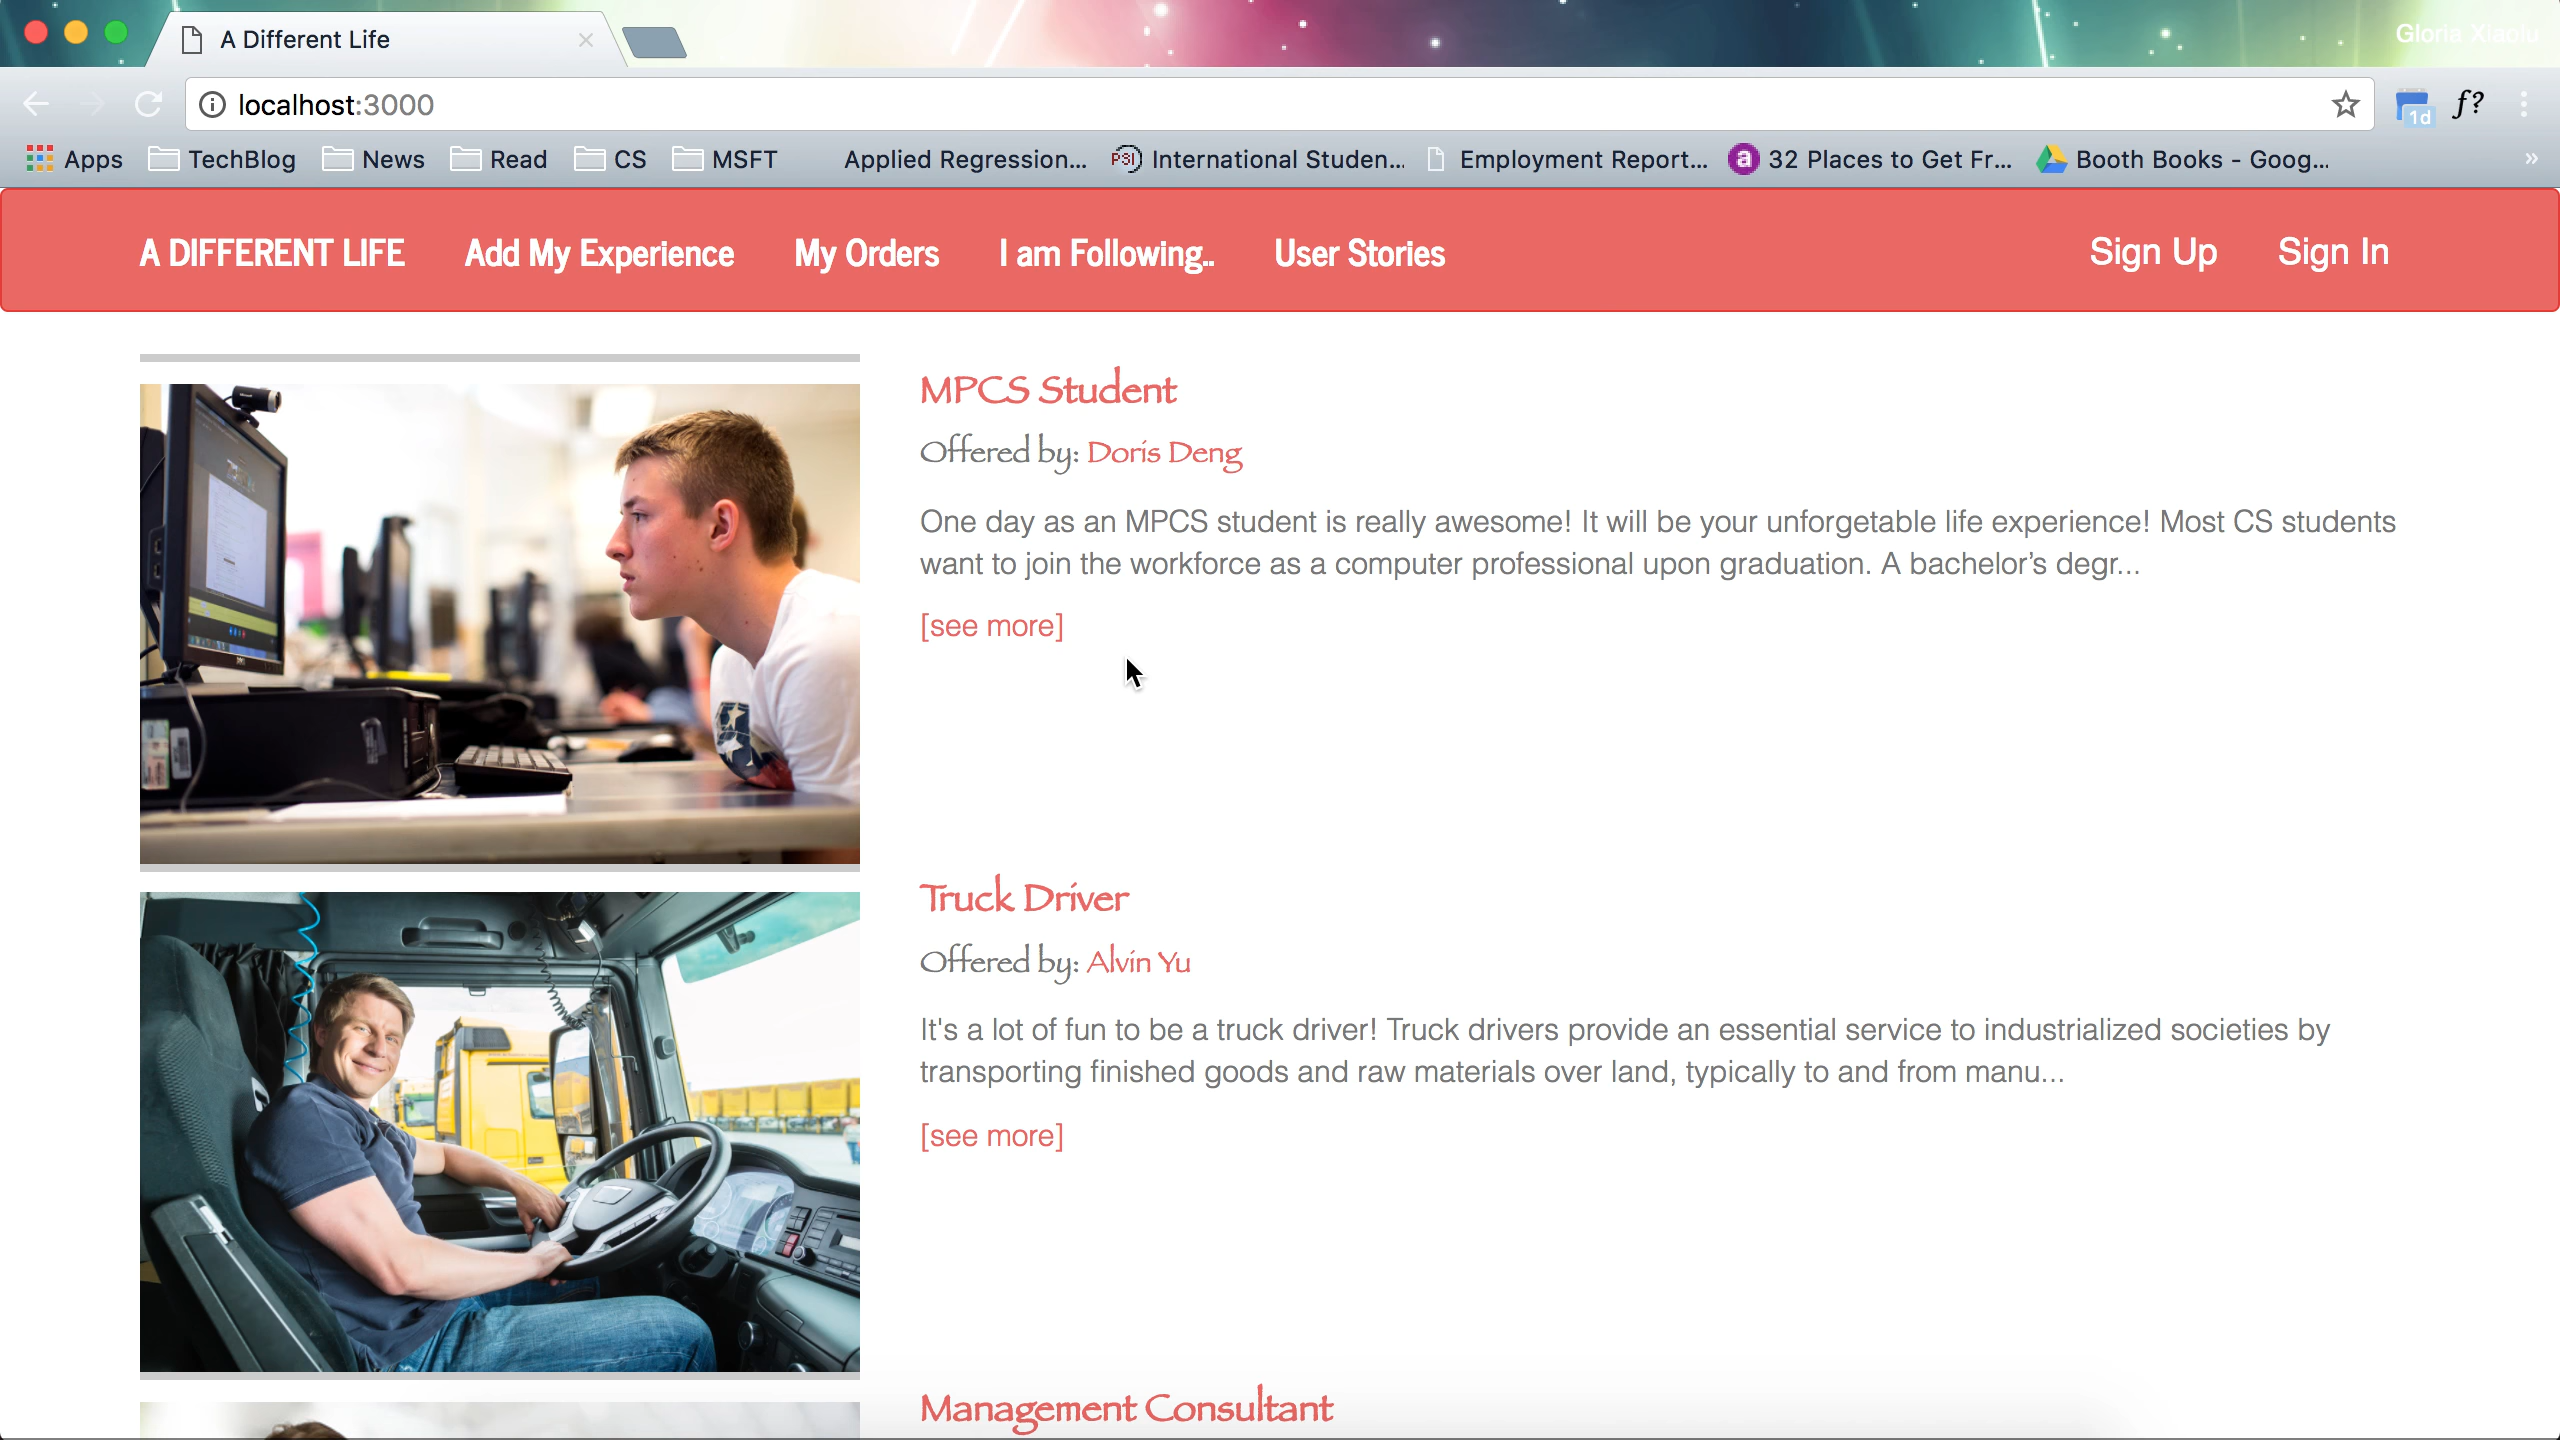 A Different Life
Gloria Xiaolu
localhost:3000
1d
f?
Apps TechBlog News Read CS MSFT Applied Regression... PSI International Studen... Employment Report... a 32 Places to Get Fr... Booth Books - Goog... »
A DIFFERENT LIFE Add My Experience My Orders I am Following.. User Stories Sign Up Sign In
MPCS Student
Offered by: Doris Deng
One day as an MPCS student is really awesome! It will be your unforgetable life experience! Most CS students
want to join the workforce as a computer professional upon graduation. A bachelor’s degr...
[see more]
Truck Driver
Offered by: Alvin Yu
It's a lot of fun to be a truck driver! Truck drivers provide an essential service to industrialized societies by
transporting finished goods and raw materials over land, typically to and from manu...
[see more]
Management Consultant